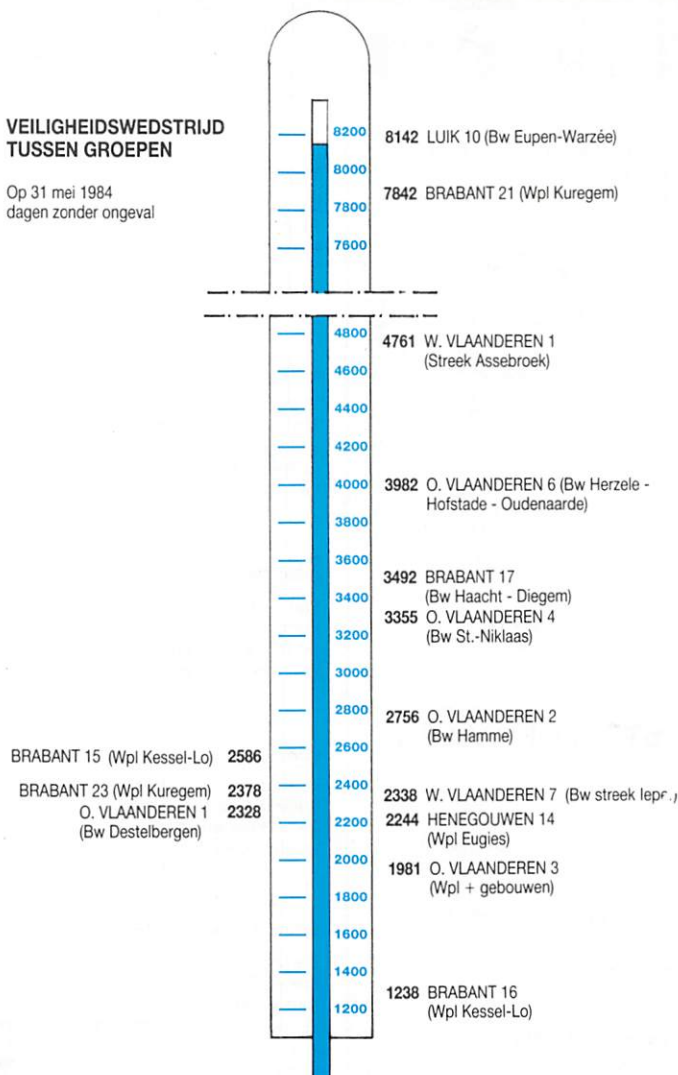 VEILIGHEIDSWEDSTRIJD
TUSSEN GROEPEN
Op 31 mei 1984
dagen zonder ongeval
8200
8000
7800
7600
4800
4600
4400
4200
4000
3800
3600
3400
3200
3000
2800
2600
2400
2200
2000
1800
1600
1400
1200
8142 LUIK 10 (Bw Eupen-Warzée)
7842 BRABANT 21 (Wpl Kuregem)
4761 W. VLAANDEREN 1
(Streek Assebroek)
3982 O. VLAANDEREN 6 (Bw Herzele -
Hofstade - Oudenaarde)
3492 BRABANT 17
(Bw Haacht - Diegem)
3355 O. VLAANDEREN 4
(Bw St.-Niklaas)
2756 O. VLAANDEREN 2
(Bw Hamme)
BRABANT 15 (Wpl Kessel-Lo) 2586
BRABANT 23 (Wpl Kuregem) 2378
O. VLAANDEREN 1 2328
(Bw Destelbergen)
2338 W. VLAANDEREN 7 (Bw streek
2244 HENEGOUWEN 14
(Wpl Eugies)
1981 O. VLAANDEREN 3
(Wpl + gebouwen)
1238 BRABANT 16
(Wpl Kessel-Lo)